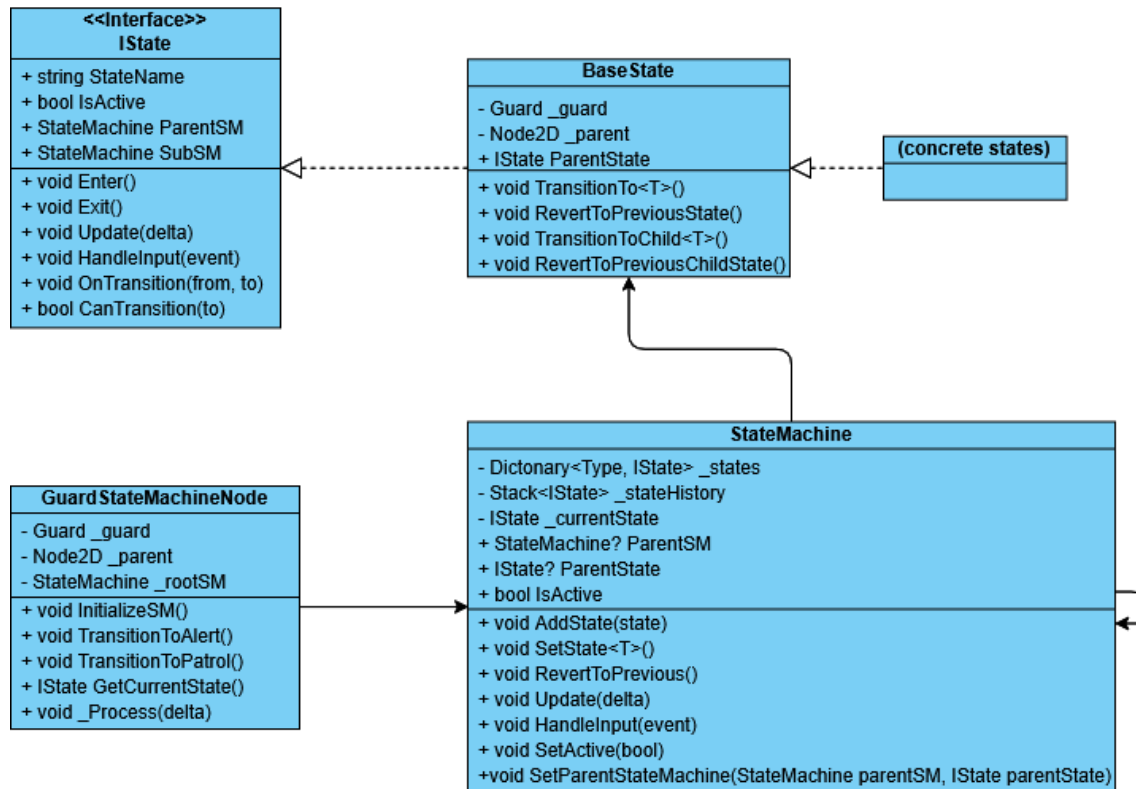 <<Interface>>
IState
+ string StateName
+ bool IsActive
+ StateMachine ParentSM
+ StateMachine SubSM
+ void Enter()
+ void Exit()
+ void Update(delta)
+ void HandleInput(event)
+ void OnTransition(from, to)
+ bool CanTransition(to)
BaseState
- Guard _guard
- Node2D _parent
+ IState ParentState
+ void TransitionTo<T>()
+ void RevertToPreviousState()
+ void TransitionToChild<T>()
+ void RevertToPreviousChildState()
(concrete states)
GuardStateMachineNode
- Guard _guard
- Node2D _parent
- StateMachine _rootSM
+ void InitializeSM()
+ void TransitionToAlert()
+ void TransitionToPatrol()
+ IState GetCurrentState()
+ void _Process(delta)
StateMachine
- Dictonary<Type, IState> _states
- Stack<IState> _stateHistory
- IState _currentState
+ StateMachine? ParentSM
+ IState? ParentState
+ bool IsActive
+ void AddState(state)
+ void SetState<T>()
+ void RevertToPrevious()
+ void Update(delta)
+ void HandleInput(event)
+ void SetActive(bool)
+void SetParentStateMachine(StateMachine parentSM, IState parentState)